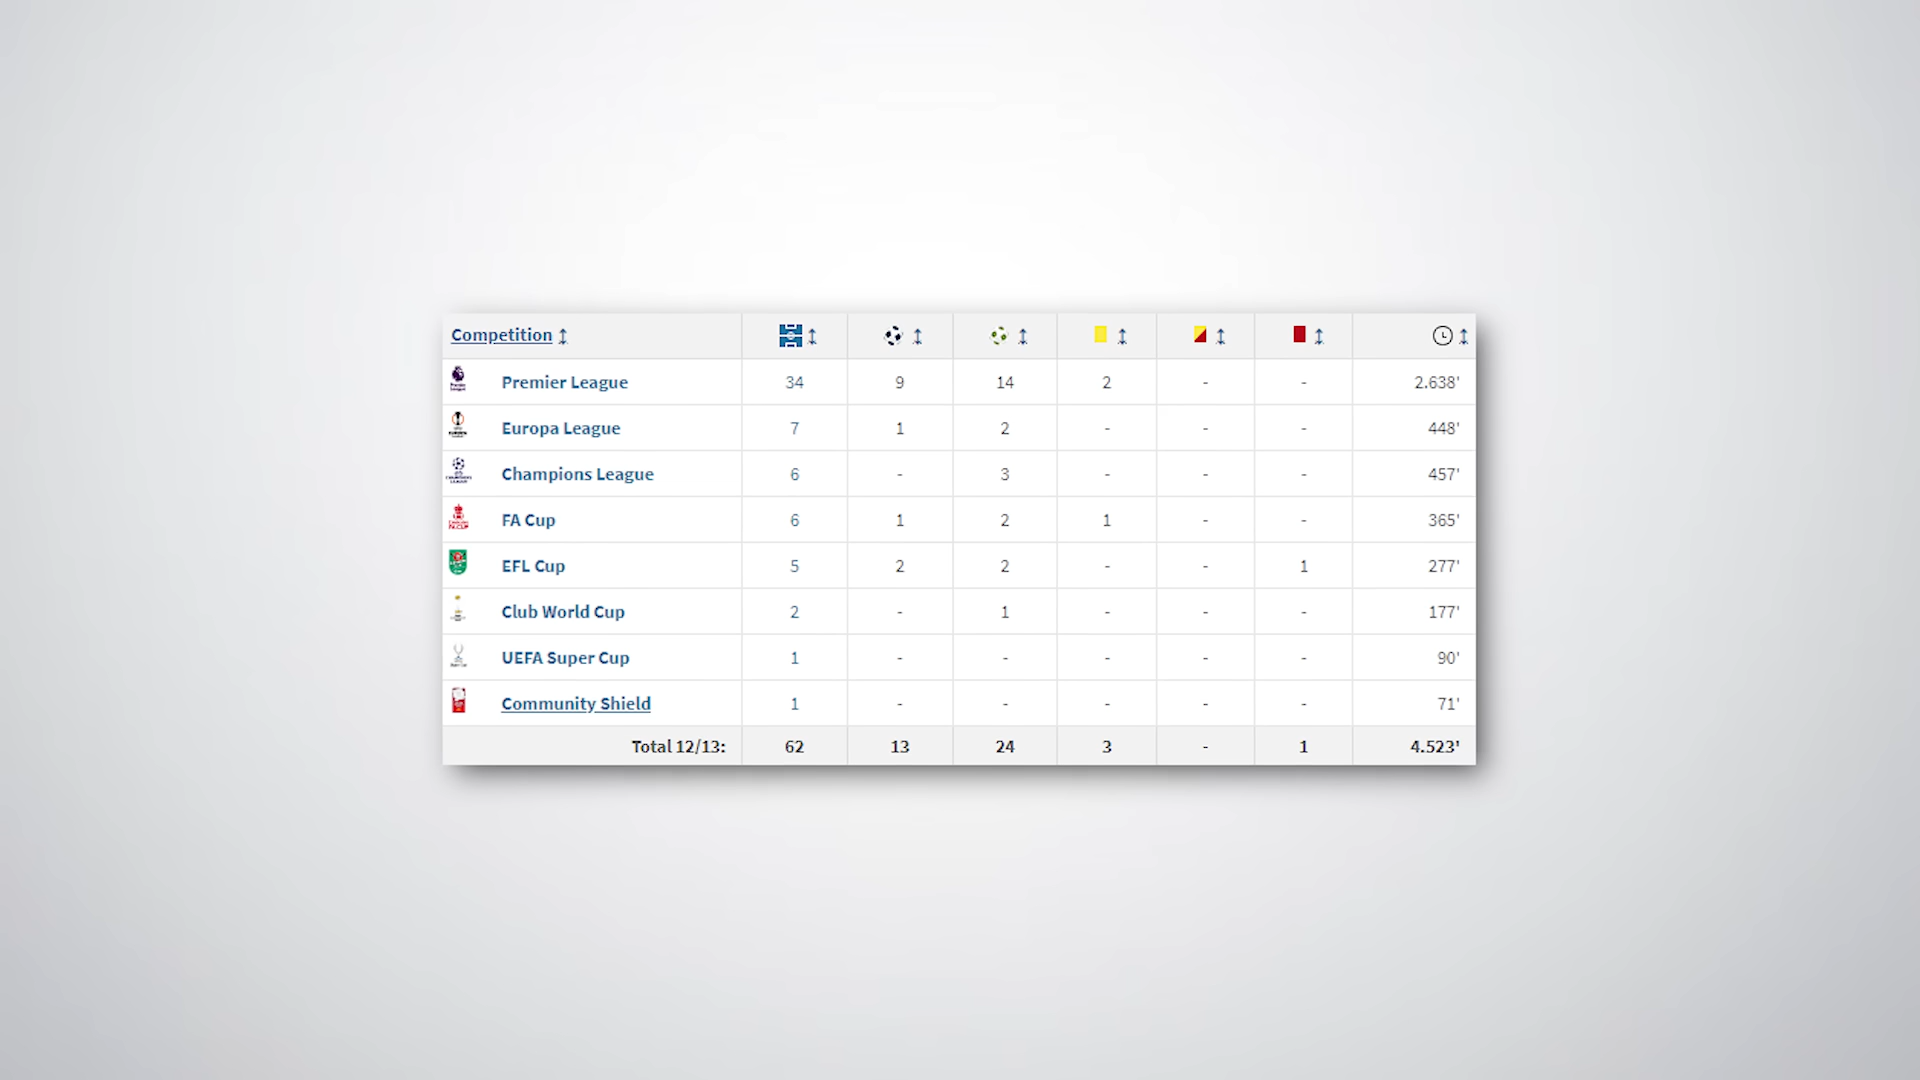 Competition
Premier League 34 9 14 2 - - 2.638'
Europa League 7 1 2 - - - 448'
Champions League 6 - 3 - - - 457'
FA Cup 6 1 2 1 - - 365'
EFL Cup 5 2 2 - - 1 277'
Club World Cup 2 - 1 - - - 177'
UEFA Super Cup 1 - - - - - 90'
Community Shield 1 - - - - - 71'
Total 12/13: 62 13 24 3 - 1 4.523'